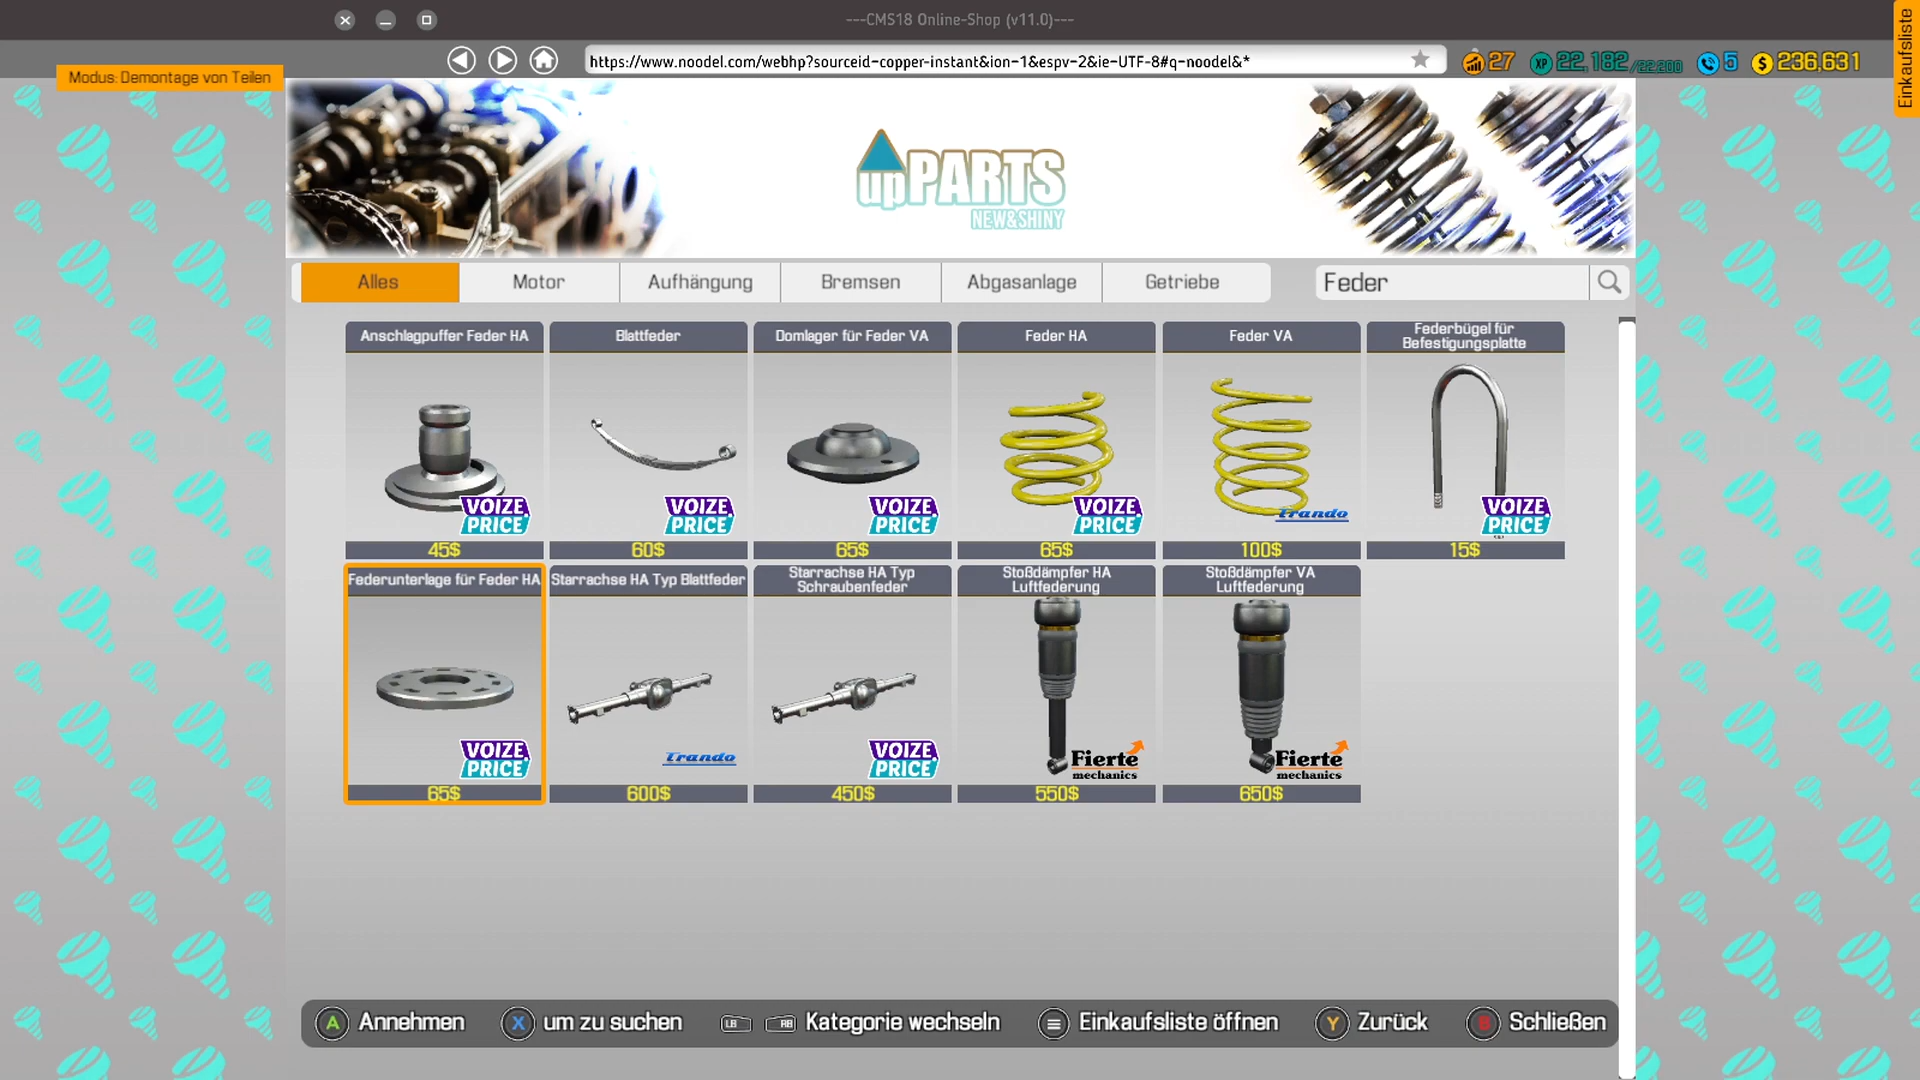 ---CMS18 Online-Shop (v11.0)---
Einkaufsliste
https://www.noodel.com/webhp?sourceid-copper-instant&ion-1&espv-2&ie-UTF-8#q-noodel&*
27
XP 22,182/22200
5
$ 236,631
Modus: Demontage von Teilen
upPARTS
NEW&SHINY
Alles
Motor
Aufhängung
Bremsen
Abgasanlage
Getriebe
Feder
Anschlagpuffer Feder HA
Blattfeder
Domlager für Feder VA
Feder HA
Feder VA
Federbügel für
Befestigungsplatte
VOIZE
PRICE
VOIZE
PRICE
VOIZE
PRICE
VOIZE
PRICE
Trando
VOIZE
PRICE
45$
60$
65$
65$
100$
15$
Federunterlage für Feder HA
Starrachse HA Typ Blattfeder
Starrachse HA Typ
Schraubenfeder
Stoßdämpfer HA
Luftfederung
Stoßdämpfer VA
Luftfederung
VOIZE
PRICE
Trando
VOIZE
PRICE
Fierte
mechanics
Fierte
mechanics
65$
600$
450$
550$
650$
A Annehmen
X um zu suchen
LB RB Kategorie wechseln
Einkaufsliste öffnen
Y Zurück
B Schließen